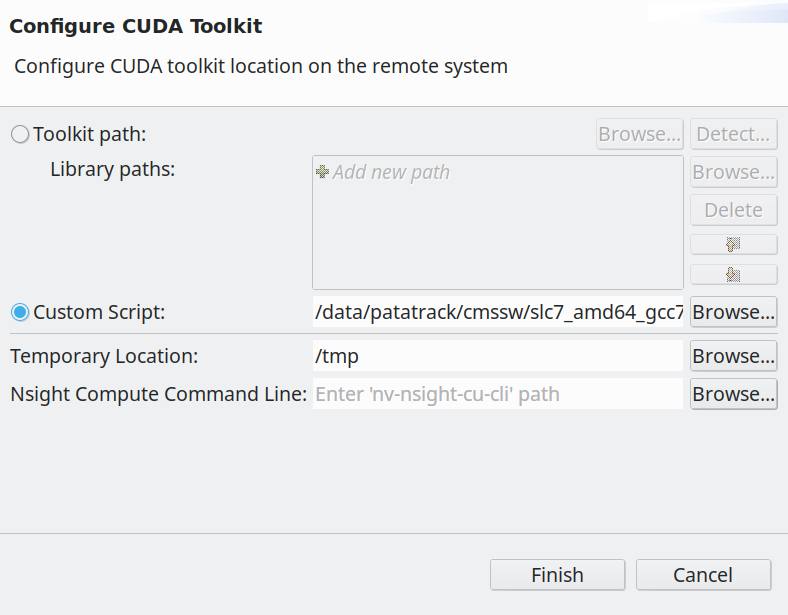 Configure CUDA Toolkit
Configure CUDA toolkit location on the remote system
Toolkit path: Browse... Detect...
Library paths: Add new path Browse...
Delete
Custom Script: /data/patatrack/cmssw/slc7_amd64_gcc7 Browse...
Temporary Location: /tmp Browse...
Nsight Compute Command Line: Enter 'nv-nsight-cu-cli' path Browse...
Finish Cancel